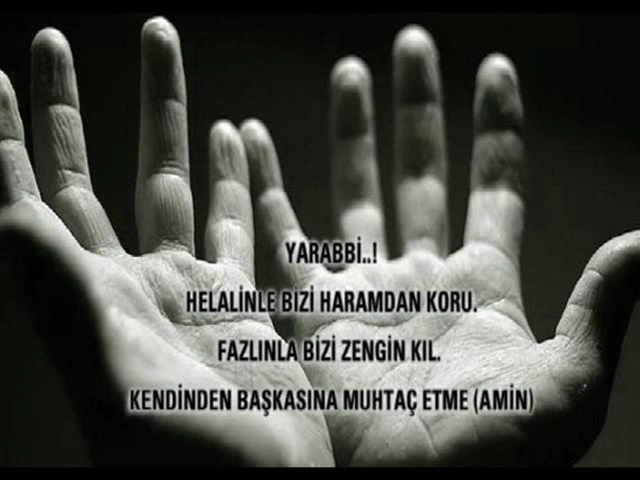 YARABBİ..!
HELALİNLE BİZİ HARAMDAN KORU.
FAZLINLA BİZİ ZENGİN KIL.
KENDİNDEN BAŞKASINA MUHTAÇ ETME (AMİN)